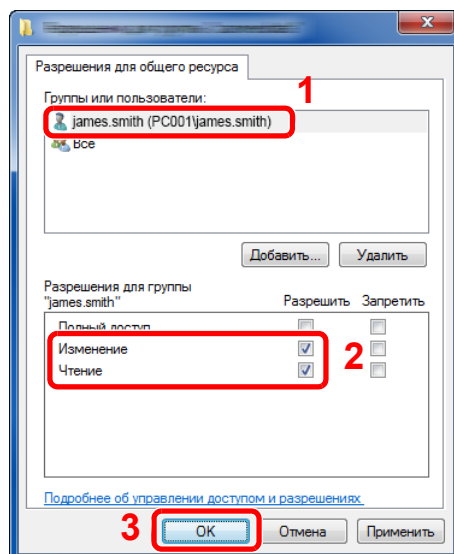 Разрешения для общего ресурса
1
Группы или пользователи:
james.smith (PC001\james.smith)
Все
Добавить... Удалить
Разрешения для группы
"james.smith" Разрешить Запретить
Полный доступ
Изменение
2
Чтение
Подробнее об управлении доступом и разрешениях
3
ОК Отмена Применить